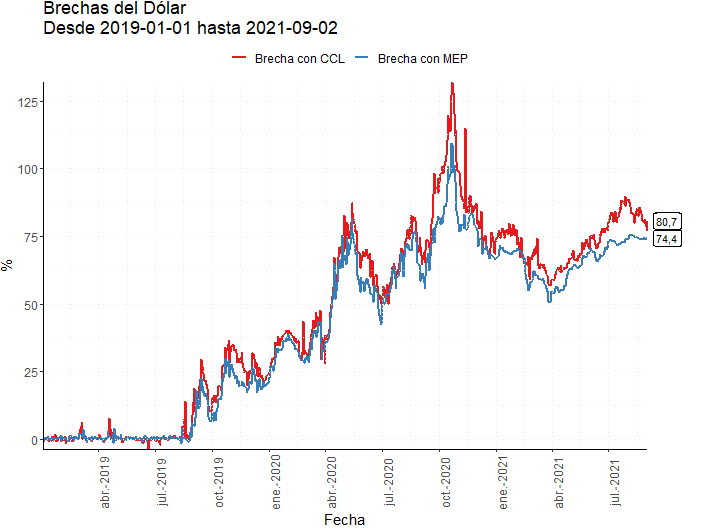 Brechas del Dólar
Desde 2019-01-01 hasta 2021-09-02
Brecha con CCL
Brecha con MEP
%
125
100
75
50
25
0
80,7
74,4
abr.-2019
jul.-2019
oct.-2019
ene.-2020
abr.-2020
jul.-2020
oct.-2020
ene.-2021
abr.-2021
jul.-2021
Fecha